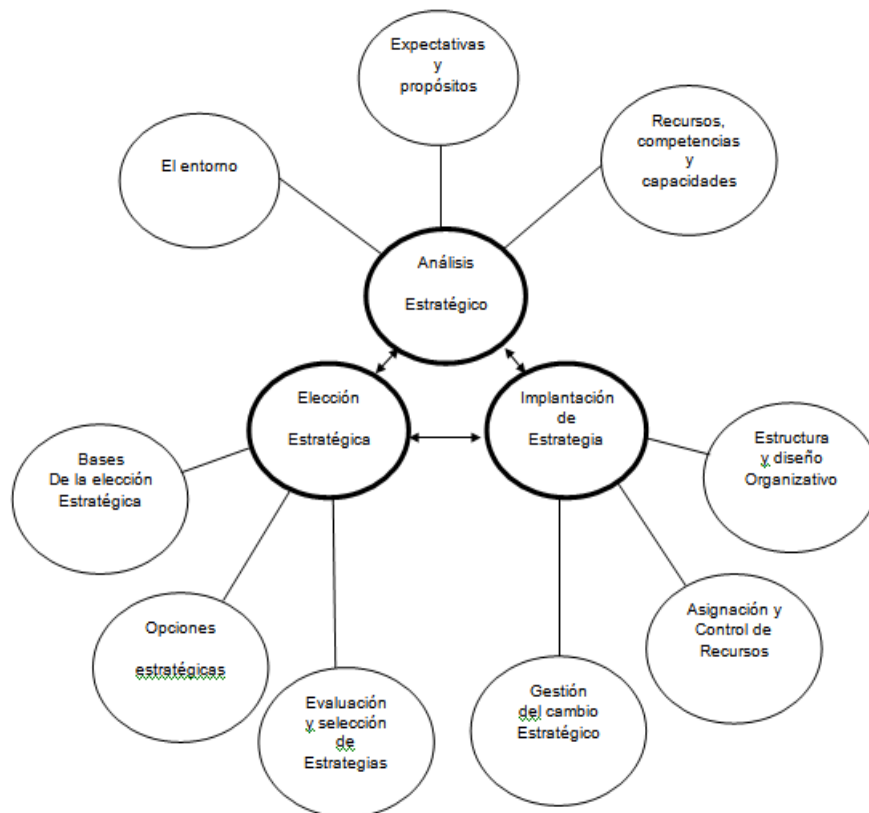 Expectativas
y
propósitos
El entorno
Recursos,
competencias
y
capacidades
Análisis
Estratégico
Elección
Estratégica
Implantación
de
Estrategia
Bases
De la elección
Estratégica
Estructura
y diseño
Organizativo
Opciones
estratégicas
Asignación y
Control de
Recursos
Evaluación
y selección
de
Estrategias
Gestión
del cambio
Estratégico